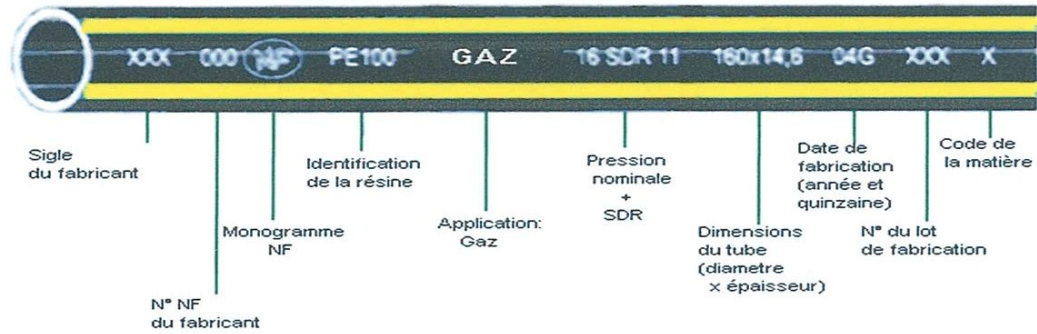 XXX 000 NF PE100 GAZ 16 SDR 11 160x14,6 04G XXX X
Sigle
du fabricant
N° NF
du fabricant
Monogramme
NF
Identification
de la résine
Application:
Gaz
Pression
nominale
+
SDR
Dimensions
du tube
(diametre
x épaisseur)
Date de
fabrication
(année et
quinzaine)
N° du lot
de fabrication
Code de
la matière